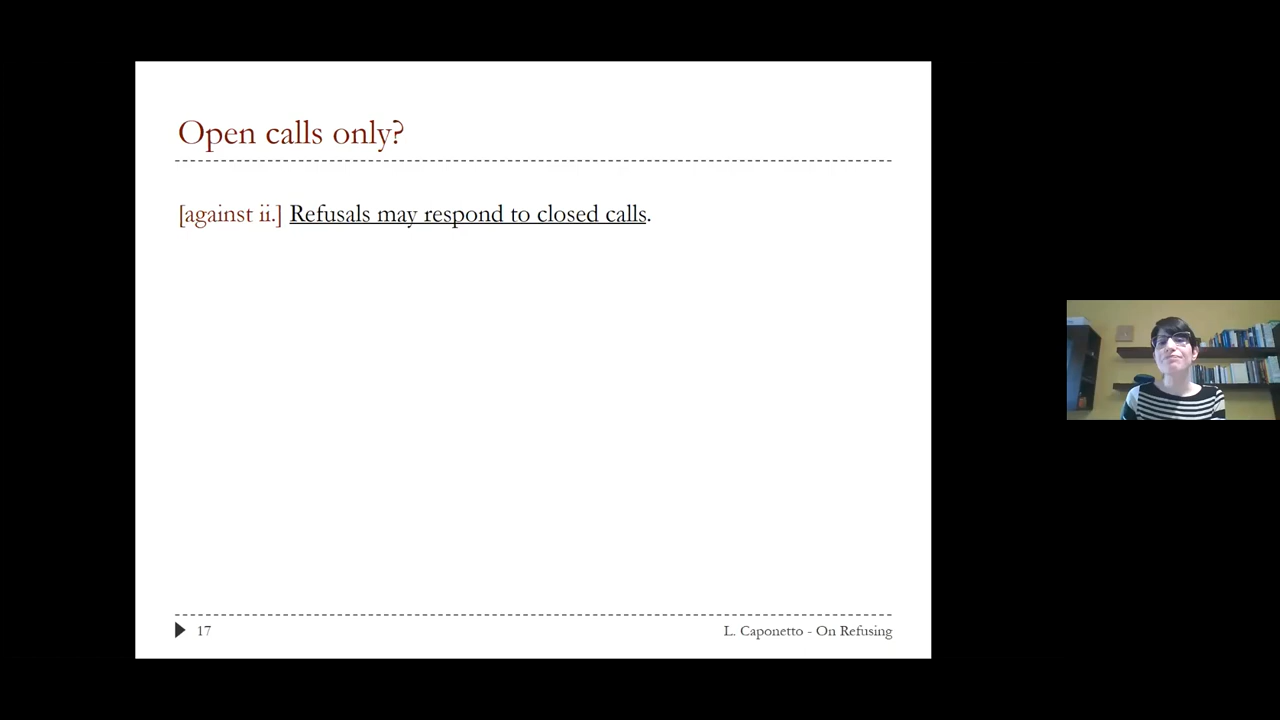 Open calls only?
[against ii.] Refusals may respond to closed calls.
17
L. Caponetto - On Refusing